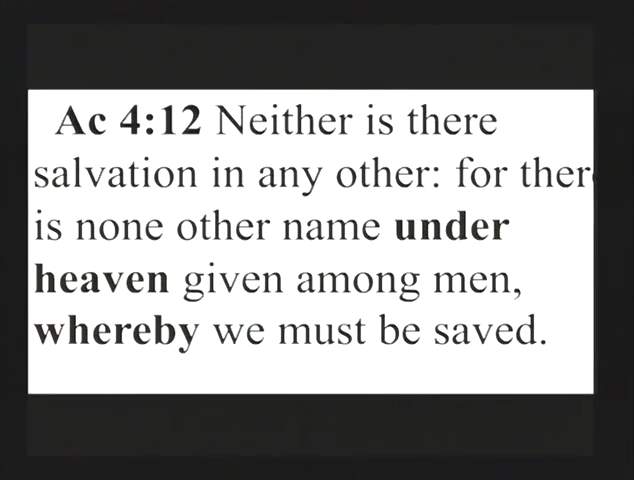 Ac 4:12 Neither is there
salvation in any other: for ther
is none other name under
heaven given among men,
whereby we must be saved.